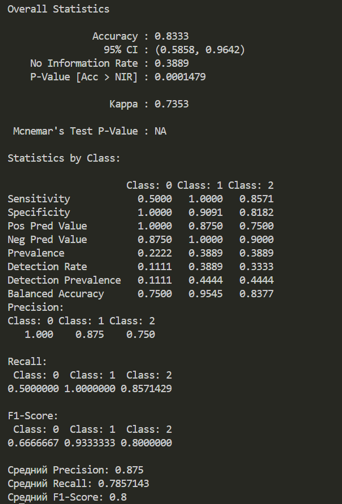 Overall Statistics
Accuracy : 0.8333
95% CI : (0.5858, 0.9642)
No Information Rate : 0.3889
P-Value [Acc > NIR] : 0.0001479
Kappa : 0.7353
Mcnemar's Test P-Value : NA
Statistics by Class:
Class: 0 Class: 1 Class: 2
Sensitivity 0.5000 1.0000 0.8571
Specificity 1.0000 0.9091 0.8182
Pos Pred Value 1.0000 0.8750 0.7500
Neg Pred Value 0.8750 1.0000 0.9000
Prevalence 0.2222 0.3889 0.3889
Detection Rate 0.1111 0.3889 0.3333
Detection Prevalence 0.1111 0.4444 0.4444
Balanced Accuracy 0.7500 0.9545 0.8377
Precision:
Class: 0 Class: 1 Class: 2
1.000 0.875 0.750
Recall:
Class: 0 Class: 1 Class: 2
0.5000000 1.0000000 0.8571429
F1-Score:
Class: 0 Class: 1 Class: 2
0.6666667 0.9333333 0.8000000
Средний Precision: 0.875
Средний Recall: 0.7857143
Средний F1-Score: 0.8